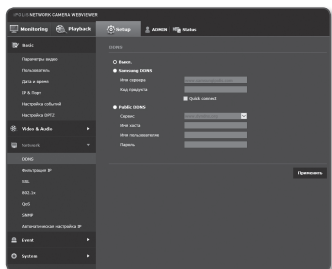 iPOLIS NETWORK CAMERA WEBVIEWER
Monitoring Playback Setup ADMIN Status
Basic
Параметры видео
Пользователь
Дата и время
IP & Порт
Настройка событий
Настройка DPTZ
Video & Audio
Network
DDNS
Фильтрация IP
SSL
802.1x
QoS
SNMP
Автоматическая настройка IP
Event
System
DDNS
Выкл.
Samsung DDNS
Имя сервера
Код продукта
Quick connect
Public DDNS
Сервис
Имя хоста
Имя пользователя
Пароль
Применить